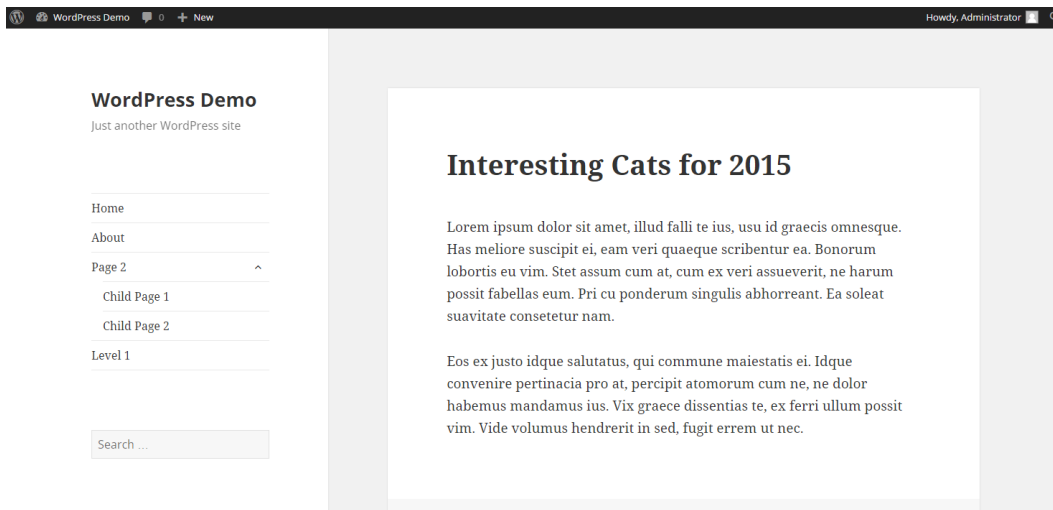 WordPress Demo 0 New Howdy, Administrator
WordPress Demo
Just another WordPress site
Home
About
Page 2
Child Page 1
Child Page 2
Level 1
Search ...
Interesting Cats for 2015
Lorem ipsum dolor sit amet, illud falli te ius, usu id graecis omnesque.
Has meliore suscipit ei, eam veri quaeque scribentur ea. Bonorum
lobortis eu vim. Stet assum cum at, cum ex veri assueverit, ne harum
possit fabellas eum. Pri cu ponderum singulis abhorreant. Ea soleat
suavitate consetetur nam.
Eos ex justo idque salutatus, qui commune maiestatis ei. Idque
convenire pertinacia pro at, percipit atomorum cum ne, ne dolor
habemus mandamus ius. Vix graece dissentias te, ex ferri ullum possit
vim. Vide volumus hendrerit in sed, fugit errem ut nec.